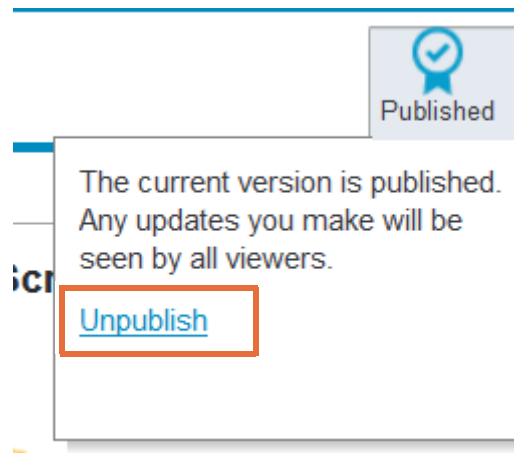 Published
The current version is published.
Any updates you make will be
seen by all viewers.
Unpublish